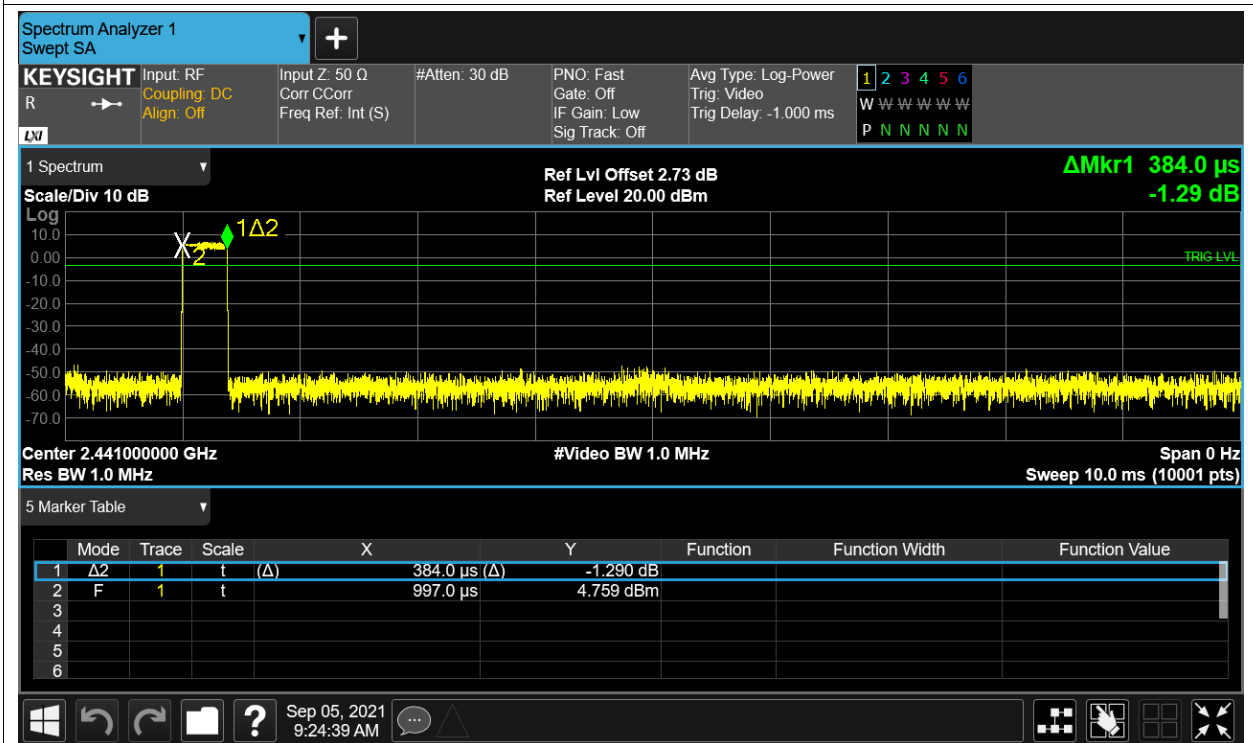 Spectrum Analyzer 1
Swept SA
KEYSIGHT
R
LXI
Input: RF
Coupling: DC
Align: Off
Input Z: 50 Ω
Corr CCorr
Freq Ref: Int (S)
#Atten: 30 dB
PNO: Fast
Gate: Off
IF Gain: Low
Sig Track: Off
Avg Type: Log-Power
Trig: Video
Trig Delay: -1.000 ms
1 2 3 4 5 6
W W W W W W
P N N N N N
1 Spectrum
Scale/Div 10 dB
Ref Lvl Offset 2.73 dB
Ref Level 20.00 dBm
ΔMkr1 384.0 µs
-1.29 dB
Log
10.0
0.00
-10.0
-20.0
-30.0
-40.0
-50.0
-60.0
-70.0
X
2
1Δ2
TRIG LVL
Center 2.441000000 GHz
#Video BW 1.0 MHz
Span 0 Hz
Res BW 1.0 MHz
Sweep 10.0 ms (10001 pts)
5 Marker Table
Mode Trace Scale X Y Function Function Width Function Value
1 Δ2 1 t (Δ) 384.0 µs (Δ) -1.290 dB
2 F 1 t 997.0 µs 4.759 dBm
3
4
5
6
?
Sep 05, 2021
9:24:39 AM